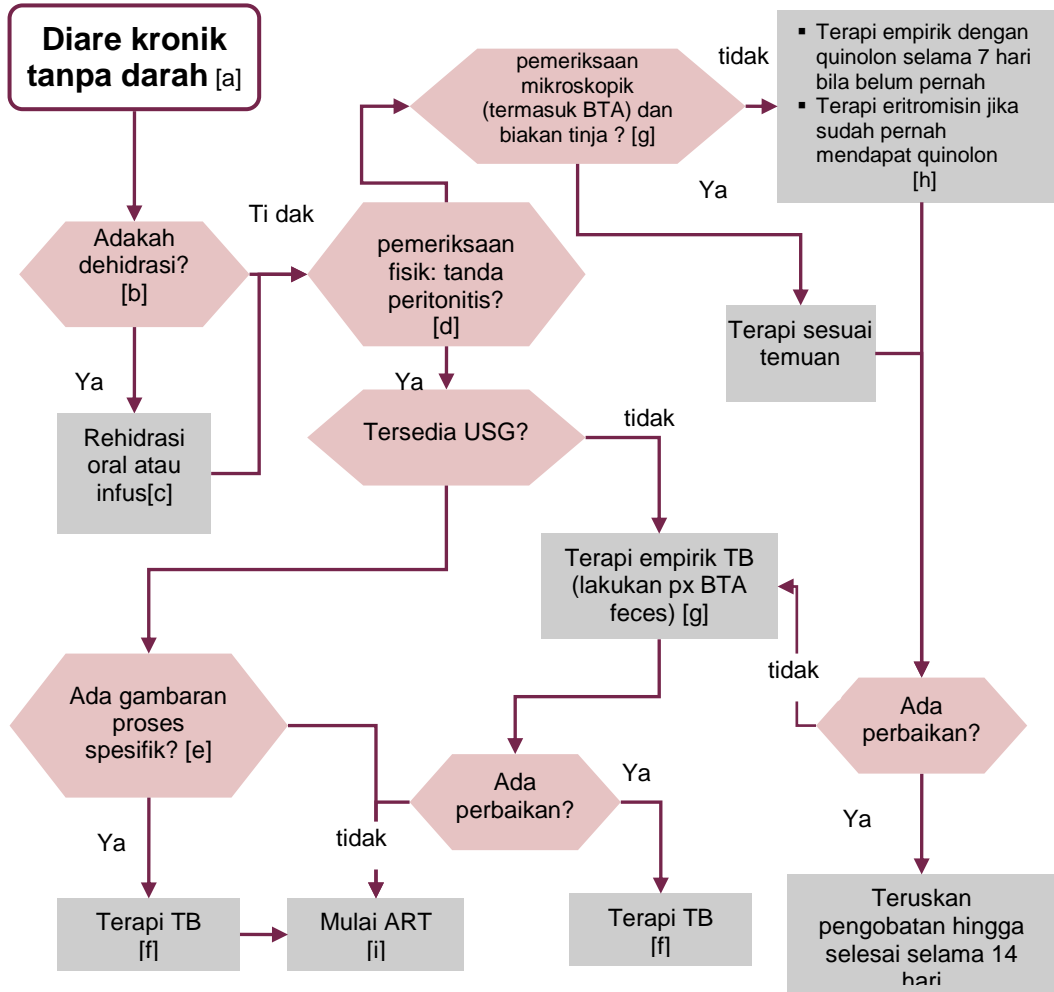 Diare kronik
tanpa darah [a]
Adakah
dehidrasi?
[b]
Ya
Rehidrasi
oral atau
infus[c]
Ti dak
pemeriksaan
fisik: tanda
peritonitis?
[d]
pemeriksaan
mikroskopik
(termasuk BTA) dan
biakan tinja ? [g]
tidak
▪ Terapi empirik dengan
quinolon selama 7 hari
bila belum pernah
▪ Terapi eritromisin jika
sudah pernah
mendapat quinolon
[h]
Ya
Terapi sesuai
temuan
Ya
Tersedia USG?
tidak
Terapi empirik TB
(lakukan px BTA
feces) [g]
tidak
Ada
perbaikan?
Ya
Teruskan
pengobatan hingga
selesai selama 14
hari
Ada gambaran
proses
spesifik? [e]
Ya
tidak
Ada
perbaikan?
Ya
Terapi TB
[f]
Mulai ART
[i]
Terapi TB
[f]